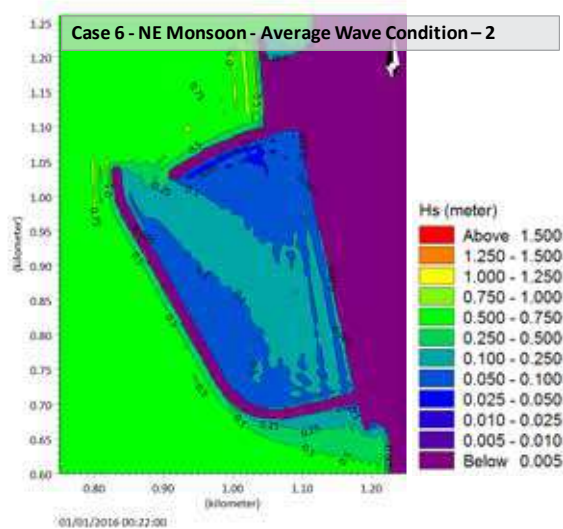 Case 6 - NE Monsoon - Average Wave Condition – 2
1.25
1.20
1.15
1.10
1.05
1.00
0.95
0.90
0.85
0.80
0.75
0.70
0.65
0.60
(kilometer)
0.80 0.90 1.00 1.10 1.20
(kilometer)
01/01/2016 00:22:00
Hs (meter)
Above 1.500
1.250 - 1.500
1.000 - 1.250
0.750 - 1.000
0.500 - 0.750
0.250 - 0.500
0.100 - 0.250
0.050 - 0.100
0.025 - 0.050
0.010 - 0.025
0.005 - 0.010
Below 0.005